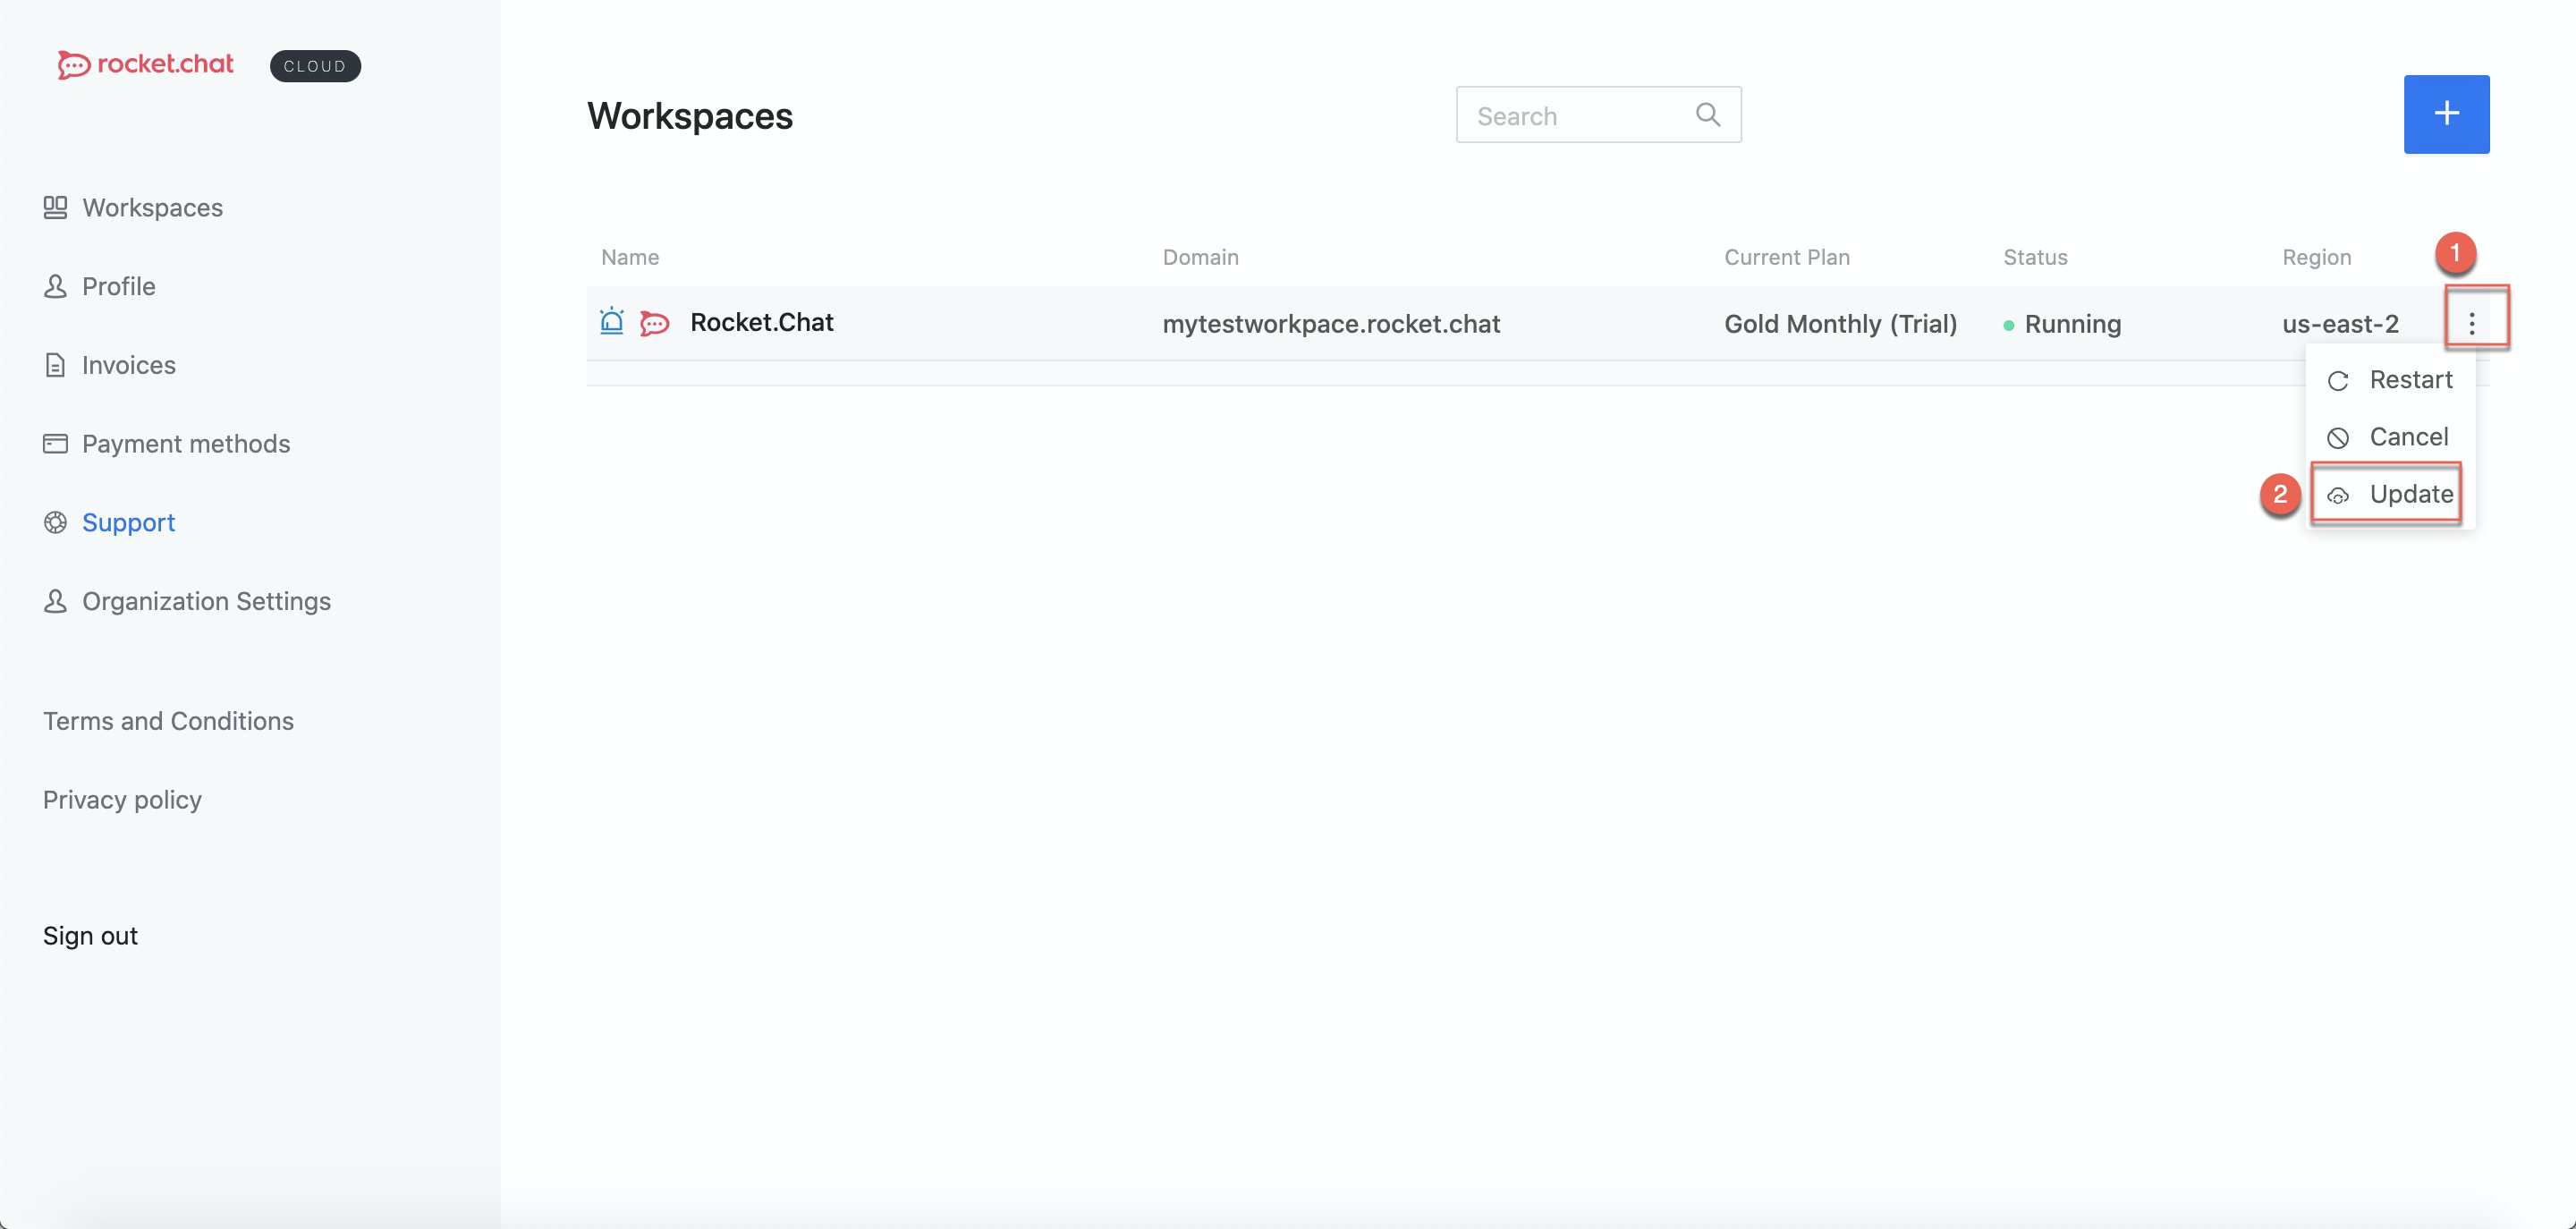 rocket.chat CLOUD
Workspaces
Profile
Invoices
Payment methods
Support
Organization Settings
Terms and Conditions
Privacy policy
Sign out
Workspaces
Search
+
Name Domain Current Plan Status Region
1
Rocket.Chat mytestworkpace.rocket.chat Gold Monthly (Trial) Running us-east-2
Restart
Cancel
2 Update